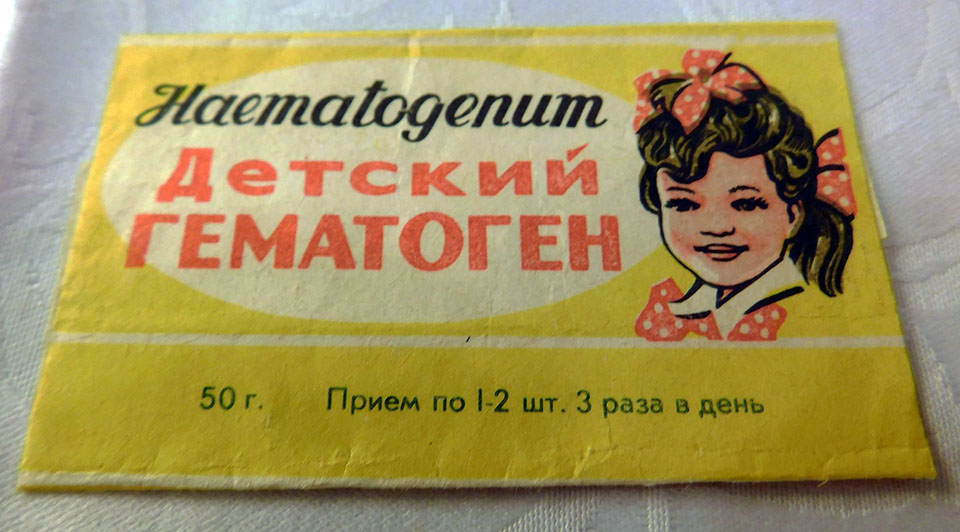 Haematogenum
Детский
ГЕМАТОГЕН
50 г. Прием по 1-2 шт. 3 раза в день